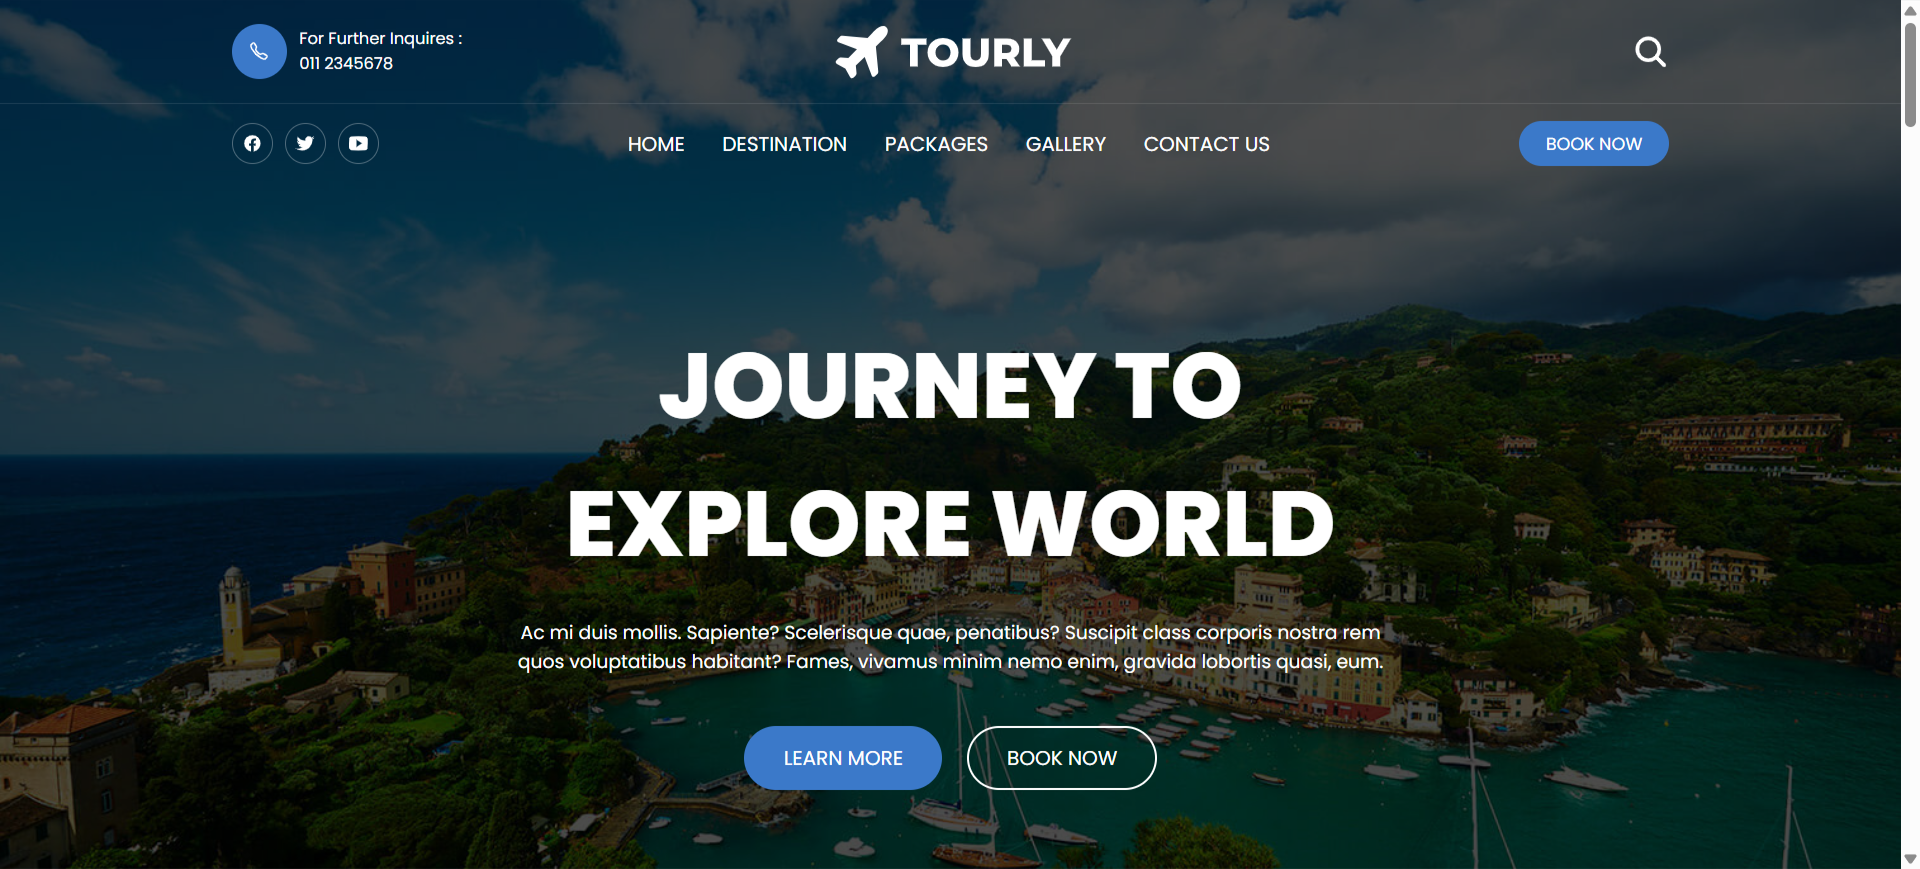 For Further Inquires :
011 2345678
TOURLY
HOME DESTINATION PACKAGES GALLERY CONTACT US
BOOK NOW
JOURNEY TO
EXPLORE WORLD
Ac mi duis mollis. Sapiente? Scelerisque quae, penatibus? Suscipit class corporis nostra rem
quos voluptatibus habitant? Fames, vivamus minim nemo enim, gravida lobortis quasi, eum.
LEARN MORE
BOOK NOW